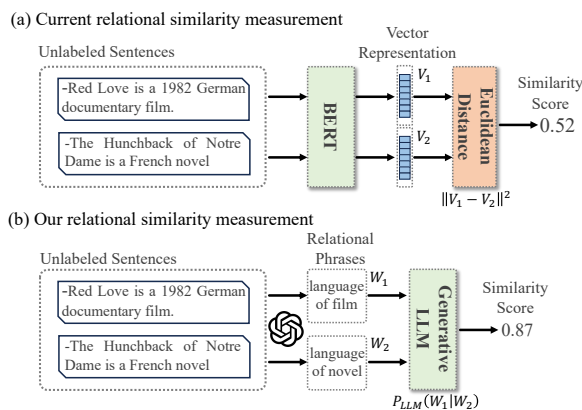 (a) Current relational similarity measurement
Unlabeled Sentences
Vector
Representation
-Red Love is a 1982 German
documentary film.
-The Hunchback of Notre
Dame is a French novel
BERT
V₁
V₂
Euclidean
Distance
‖V₁ − V₂‖²
Similarity
Score
0.52
(b) Our relational similarity measurement
Unlabeled Sentences
Relational
Phrases
-Red Love is a 1982 German
documentary film.
-The Hunchback of Notre
Dame is a French novel
language
of film
language
of novel
W₁
W₂
Generative
LLM
P_LLM(W₁|W₂)
Similarity
Score
0.87